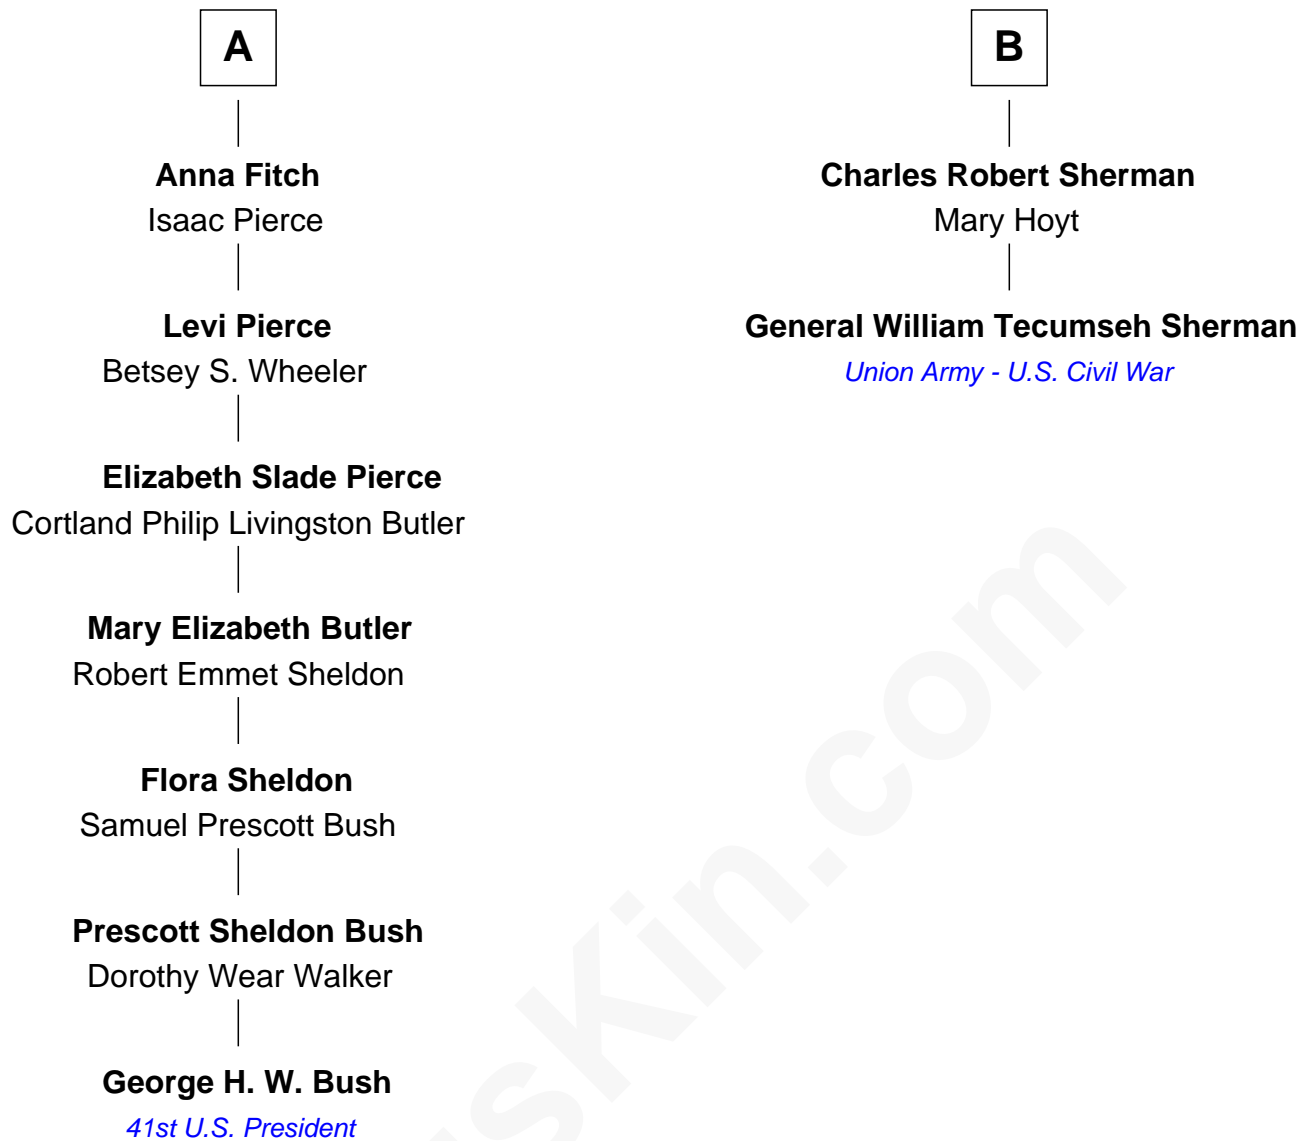 A
Anna Fitch
Isaac Pierce
Levi Pierce
Betsey S. Wheeler
Elizabeth Slade Pierce
Cortland Philip Livingston Butler
Mary Elizabeth Butler
Robert Emmet Sheldon
Flora Sheldon
Samuel Prescott Bush
Prescott Sheldon Bush
Dorothy Wear Walker
George H. W. Bush
41st U.S. President
B
Charles Robert Sherman
Mary Hoyt
General William Tecumseh Sherman
Union Army - U.S. Civil War
sKin.com